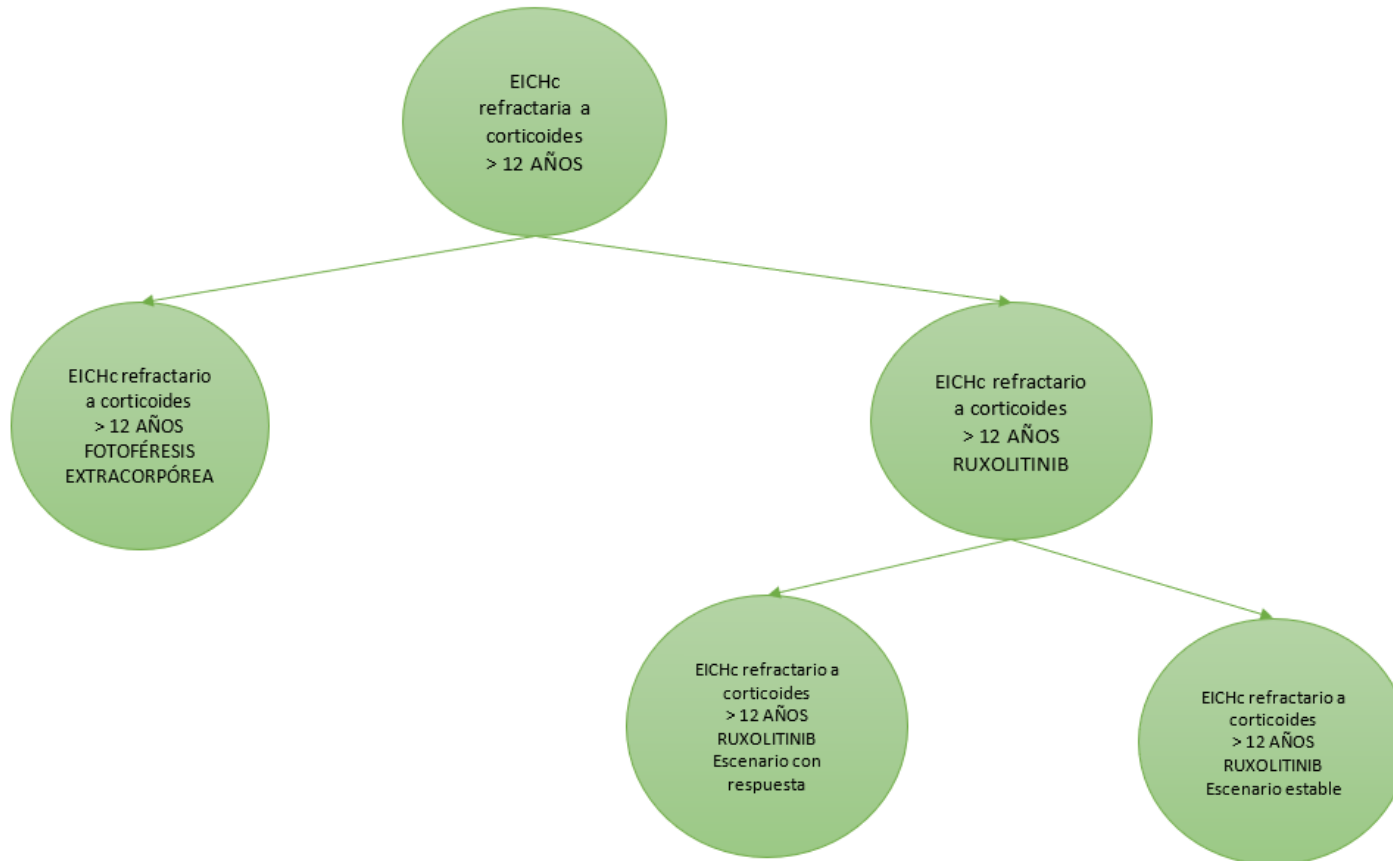 EICHc
refractaria a
corticoides
> 12 AÑOS
EICHc refractario
a corticoides
> 12 AÑOS
FOTOFÉRESIS
EXTRACORPÓREA
EICHc refractario
a corticoides
> 12 AÑOS
RUXOLITINIB
EICHc refractario a
corticoides
> 12 AÑOS
RUXOLITINIB
Escenario con
respuesta
EICHc refractario a
corticoides
> 12 AÑOS
RUXOLITINIB
Escenario estable